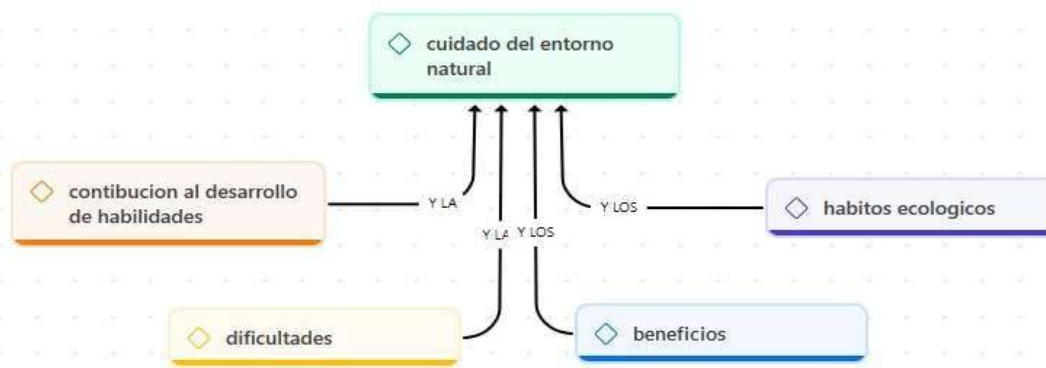 cuidado del entorno
natural
contibucion al desarrollo
de habilidades
Y LA
Y LOS
habitos ecologicos
Y LA
Y LOS
dificultades
beneficios